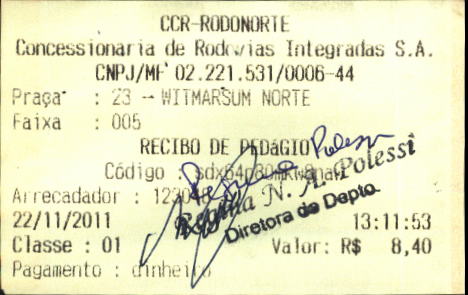 CCR-RODONORTE
Concessionaria de Rodovias Integradas S.A.
CNPJ/MF 02.221.531/0006-44
Praça : 23 - WITMARSUM NORTE
Faixa : 005
RECIBO DE PEDáGIO
Código :
Polessi
Arrecadador :
N. A. Polessi
Diretora de Depto.
22/11/2011 13:11:53
Classe : 01 Valor: R$ 8,40
Pagamento : dinheiro